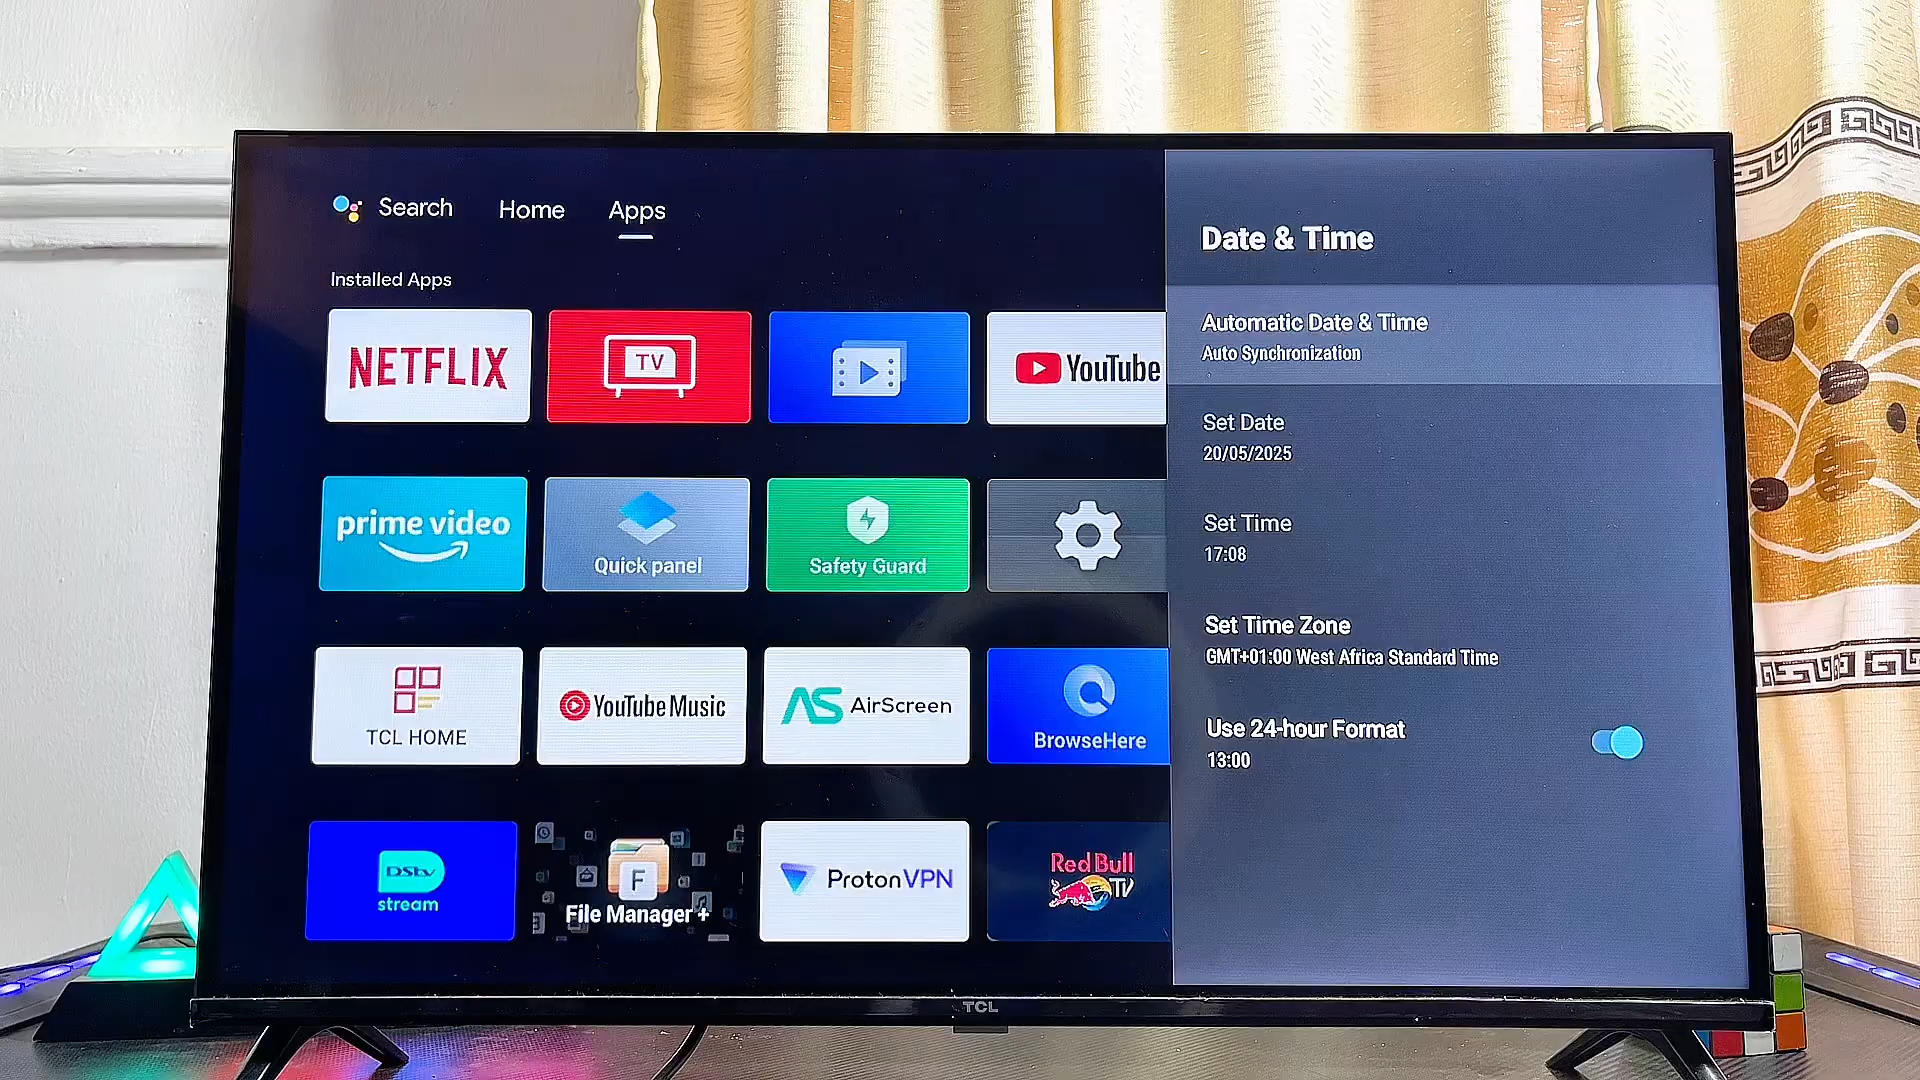 Search
Home
Apps
Installed Apps
NETFLIX
TV
YouTube
prime video
Quick panel
Safety Guard
TCL HOME
YouTube Music
AirScreen
BrowseHere
DStv
stream
F
File Manager +
ProtonVPN
Red Bull
TV
Date & Time
Automatic Date & Time
Auto Synchronization
Set Date
20/05/2025
Set Time
17:08
Set Time Zone
GMT+01:00 West Africa Standard Time
Use 24-hour Format
13:00
TCL